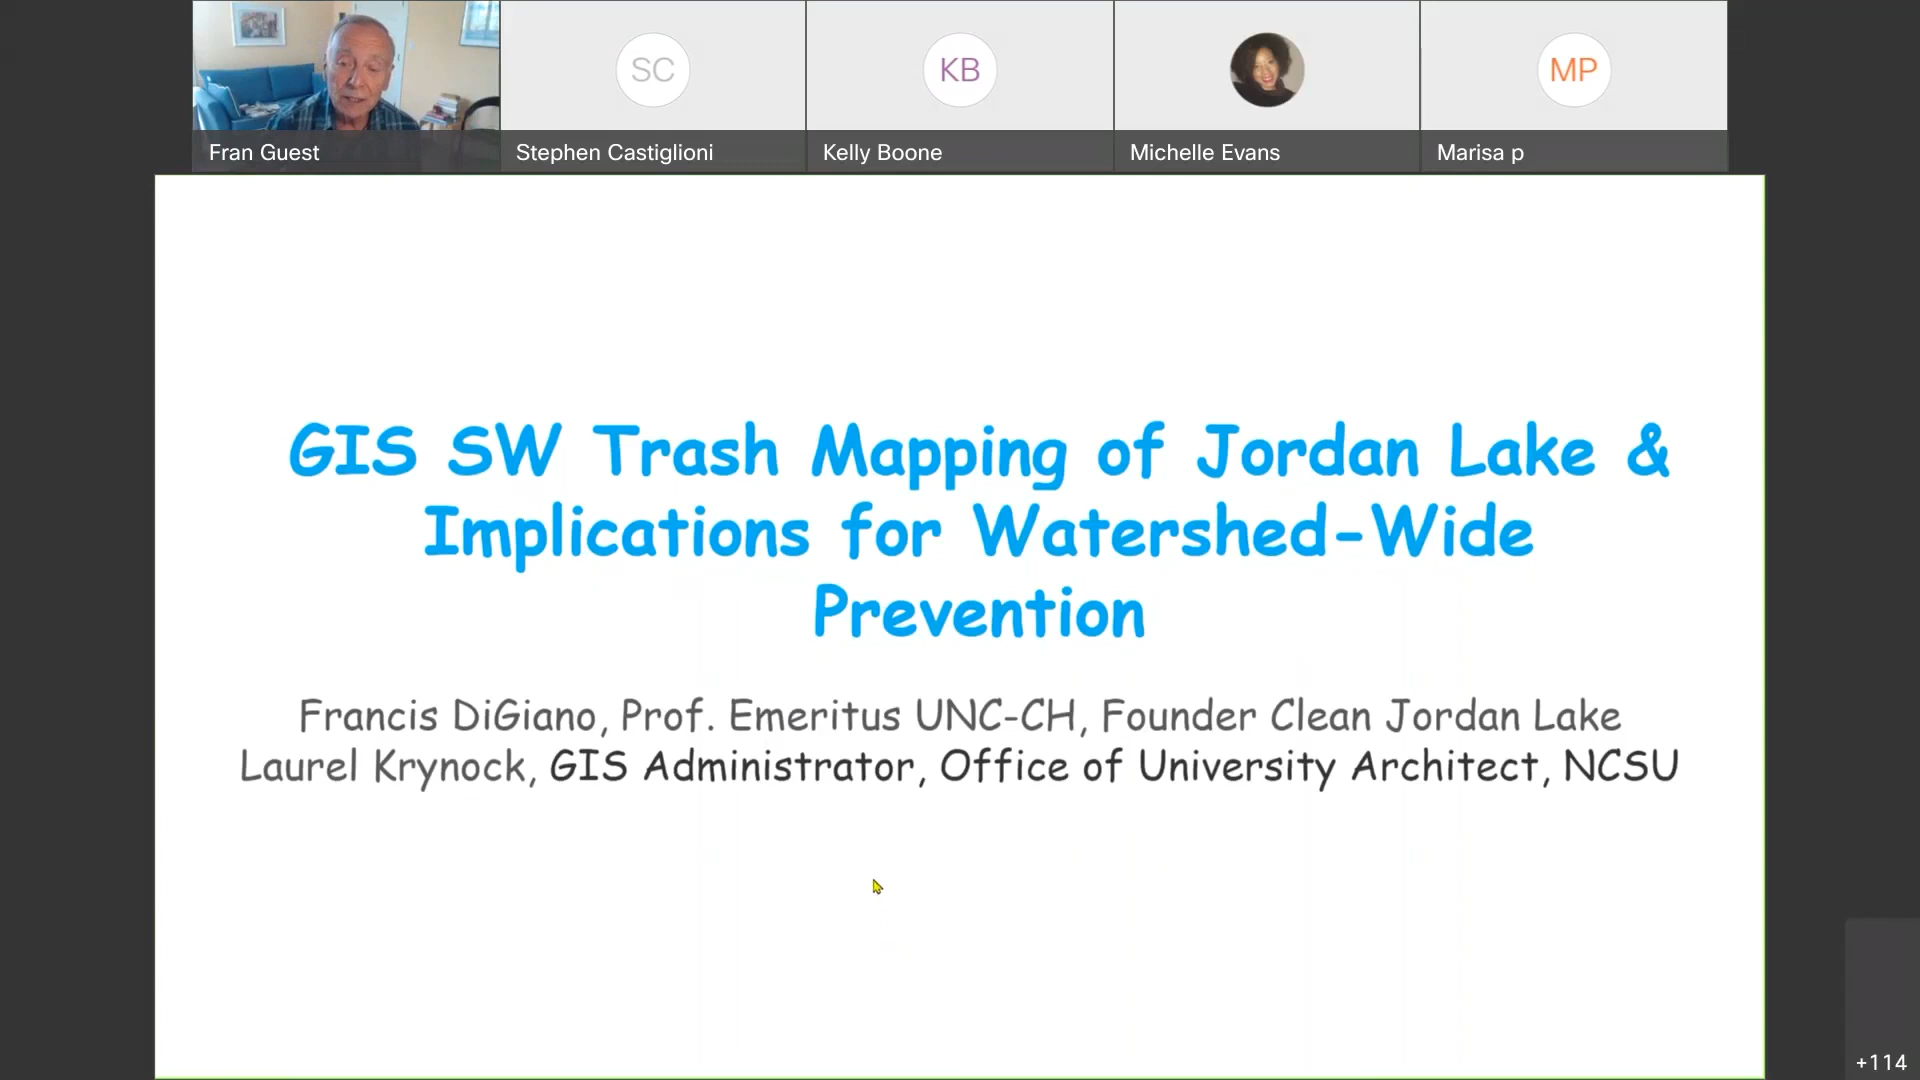 SC
KB
MP
Fran Guest
Stephen Castiglioni
Kelly Boone
Michelle Evans
Marisa p
GIS SW Trash Mapping of Jordan Lake &
Implications for Watershed-Wide
Prevention
Francis DiGiano, Prof. Emeritus UNC-CH, Founder Clean Jordan Lake
Laurel Krynock, GIS Administrator, Office of University Architect, NCSU
+114